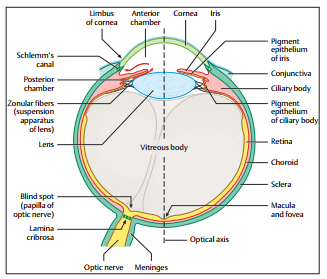 Limbus
of cornea
Anterior
chamber
Cornea
Iris
Schlemm's
canal
Posterior
chamber
Zonular fibers
(suspension
apparatus
of lens)
Lens
Pigment
epithelium
of iris
Conjunctiva
Ciliary body
Pigment
epithelium
of ciliary body
Vitreous body
Retina
Choroid
Sclera
Blind spot
(papilla of
optic nerve)
Lamina
cribrosa
Macula
and fovea
Optical axis
Optic nerve
Meninges